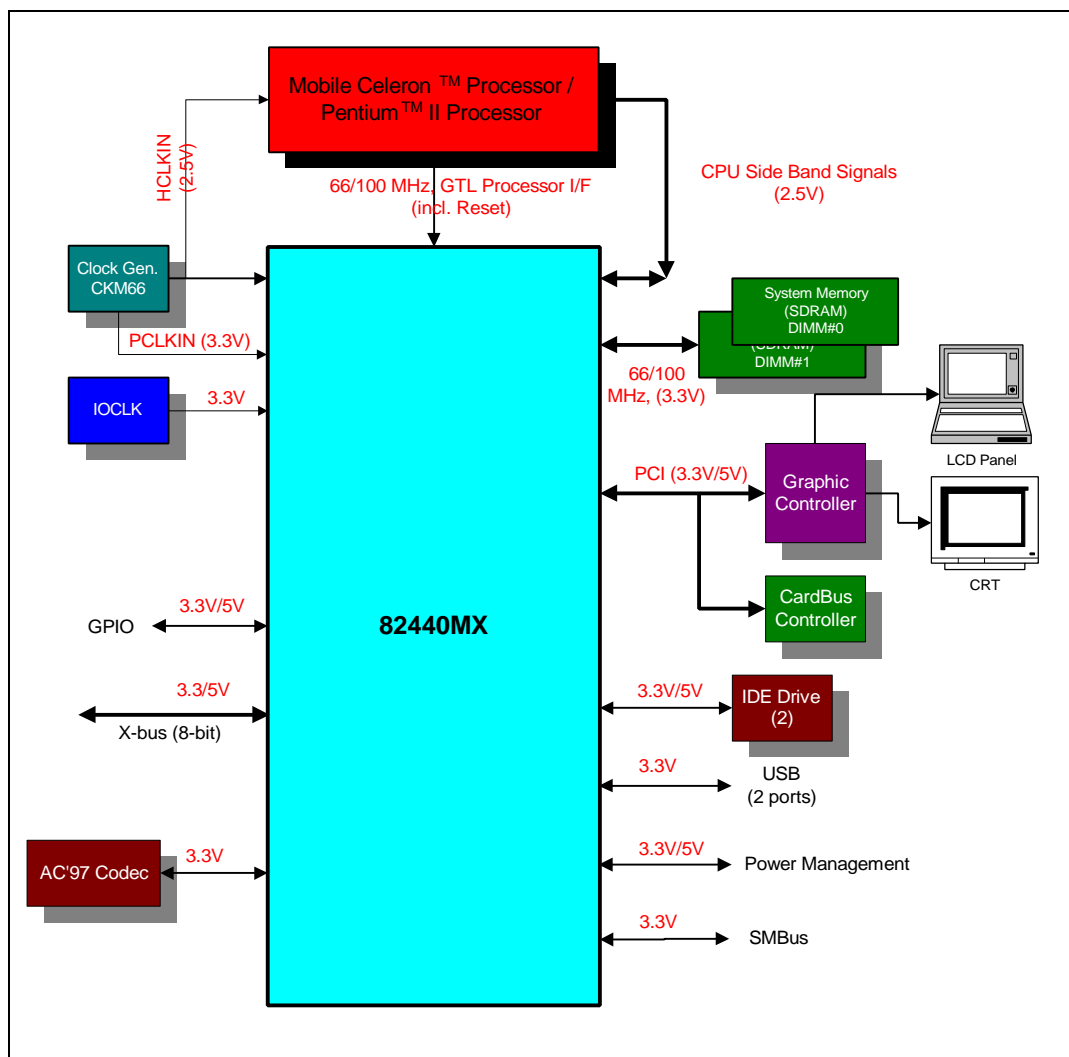 Mobile Celeron ™ Processor /
Pentium™ II Processor
HCLKIN
(2.5V)
66/100 MHz, GTL Processor I/F
(incl. Reset)
CPU Side Band Signals
(2.5V)
Clock Gen.
CKM66
PCLKIN (3.3V)
IOCLK
3.3V
System Memory
(SDRAM)
DIMM#0
(SDRAM)
DIMM#1
66/100
MHz, (3.3V)
LCD Panel
PCI (3.3V/5V)
Graphic
Controller
CRT
CardBus
Controller
82440MX
3.3V/5V
GPIO
3.3/5V
X-bus (8-bit)
3.3V/5V
IDE Drive
(2)
3.3V
USB
(2 ports)
AC'97 Codec
3.3V
3.3V/5V
Power Management
3.3V
SMBus